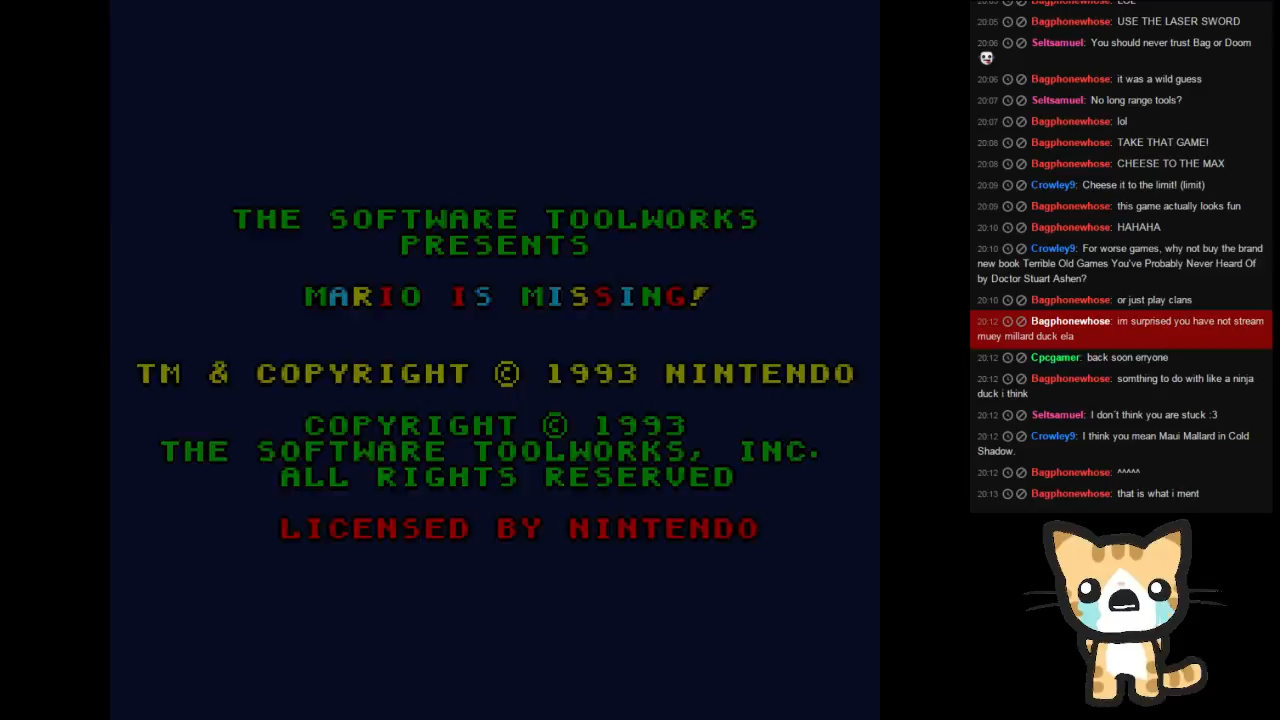 THE SOFTWARE TOOLWORKS
PRESENTS
MARIO IS MISSING!
TM & COPYRIGHT © 1993 NINTENDO
COPYRIGHT © 1993
THE SOFTWARE TOOLWORKS, INC.
ALL RIGHTS RESERVED
LICENSED BY NINTENDO
20:05 Bagphonewhose: LOL
20:05 Bagphonewhose: USE THE LASER SWORD
20:06 Seltsamuel: You should never trust Bag or Doom
20:06 Bagphonewhose: it was a wild guess
20:07 Seltsamuel: No long range tools?
20:07 Bagphonewhose: lol
20:08 Bagphonewhose: TAKE THAT GAME!
20:08 Bagphonewhose: CHEESE TO THE MAX
20:09 Crowley9: Cheese it to the limit! (limit)
20:09 Bagphonewhose: this game actually looks fun
20:10 Bagphonewhose: HAHAHA
20:10 Crowley9: For worse games, why not buy the brand
new book Terrible Old Games You've Probably Never Heard Of
by Doctor Stuart Ashen?
20:10 Bagphonewhose: or just play clans
20:12 Bagphonewhose: im surprised you have not stream
muey millard duck ela
20:12 Cpcgamer: back soon erryone
20:12 Bagphonewhose: somthing to do with like a ninja
duck i think
20:12 Seltsamuel: I don´t think you are stuck :3
20:12 Crowley9: I think you mean Maui Mallard in Cold
Shadow.
20:12 Bagphonewhose: ^^^^^
20:13 Bagphonewhose: that is what i ment